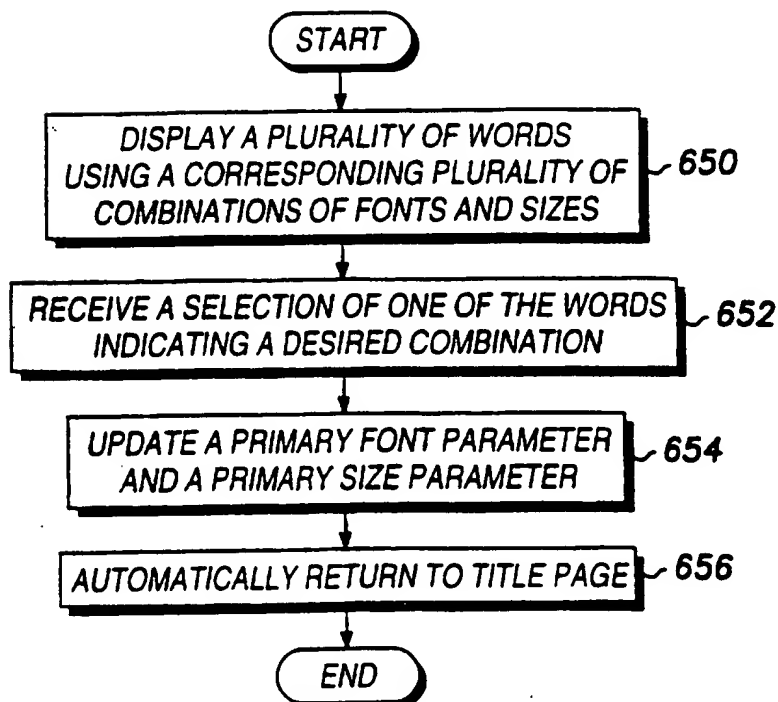 START
DISPLAY A PLURALITY OF WORDS
USING A CORRESPONDING PLURALITY OF
COMBINATIONS OF FONTS AND SIZES
650
RECEIVE A SELECTION OF ONE OF THE WORDS
INDICATING A DESIRED COMBINATION
652
UPDATE A PRIMARY FONT PARAMETER
AND A PRIMARY SIZE PARAMETER
654
AUTOMATICALLY RETURN TO TITLE PAGE
656
END